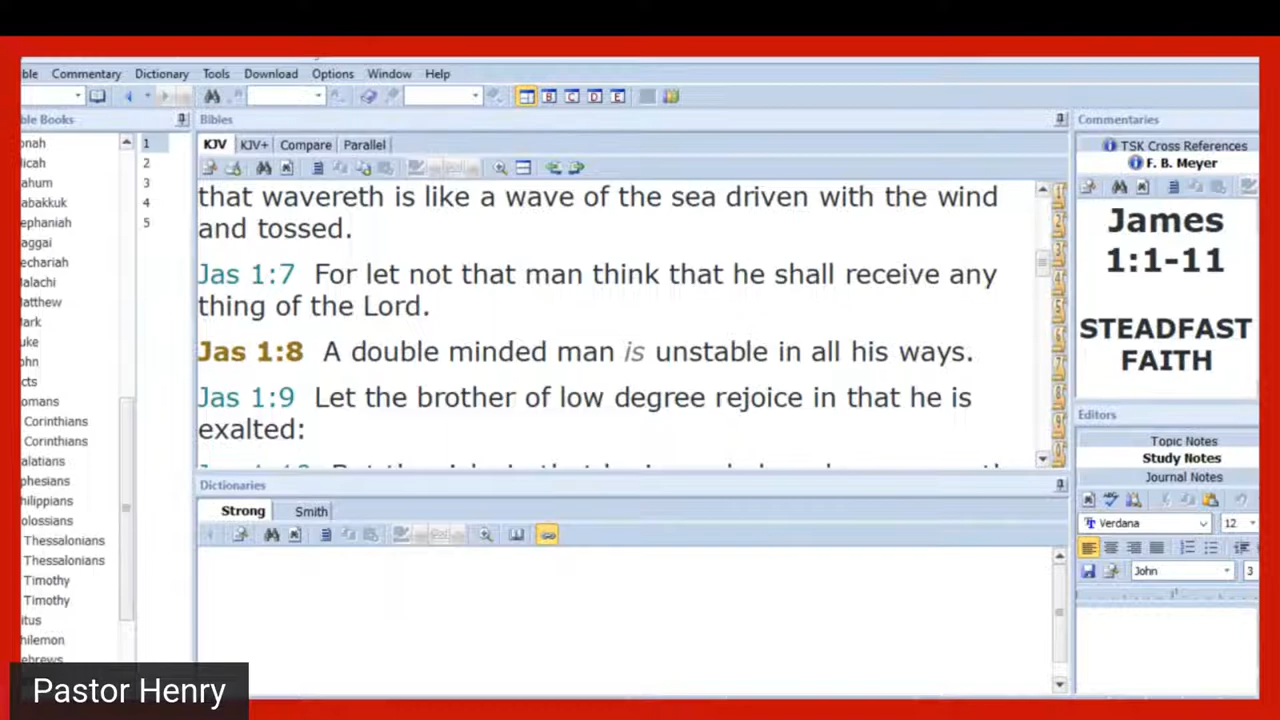 ble Commentary Dictionary Tools Download Options Window Help
ble Books
onah
licah
ahum
abakkuk
ephaniah
aggai
echariah
alachi
atthew
ark
uke
ohn
cts
omans
Corinthians
Corinthians
alatians
phesians
hilippians
olossians
Thessalonians
Thessalonians
Timothy
Timothy
itus
hilemon
ebrews
1
2
3
4
5
Bibles
KJV KJV+ Compare Parallel
that wavereth is like a wave of the sea driven with the wind
and tossed.
Jas 1:7 For let not that man think that he shall receive any
thing of the Lord.
Jas 1:8 A double minded man is unstable in all his ways.
Jas 1:9 Let the brother of low degree rejoice in that he is
exalted:
Dictionaries
Strong Smith
Commentaries
TSK Cross References
F. B. Meyer
James
1:1-11
STEADFAST
FAITH
Editors
Topic Notes
Study Notes
Journal Notes
Verdana 12
John 3
Pastor Henry